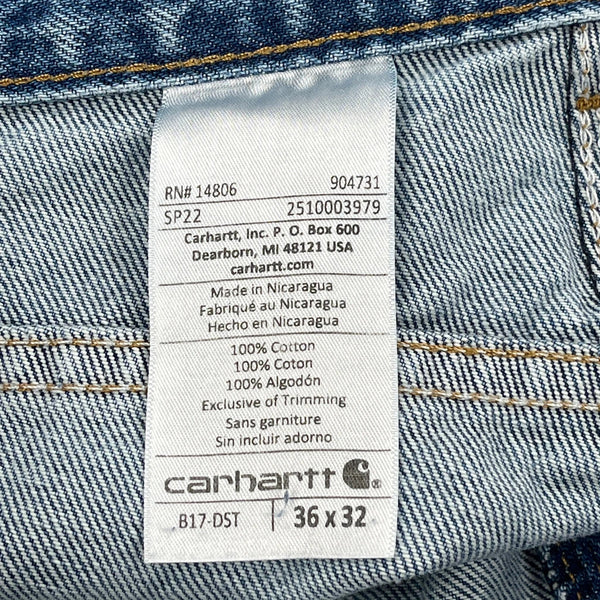 RN# 14806 904731
SP22 2510003979
Carhartt, Inc. P. O. Box 600
Dearborn, MI 48121 USA
carhartt.com
Made in Nicaragua
Fabriqué au Nicaragua
Hecho en Nicaragua
100% Cotton
100% Coton
100% Algodón
Exclusive of Trimming
Sans garniture
Sin incluir adorno
carhartt ®
B17-DST | 36 x 32